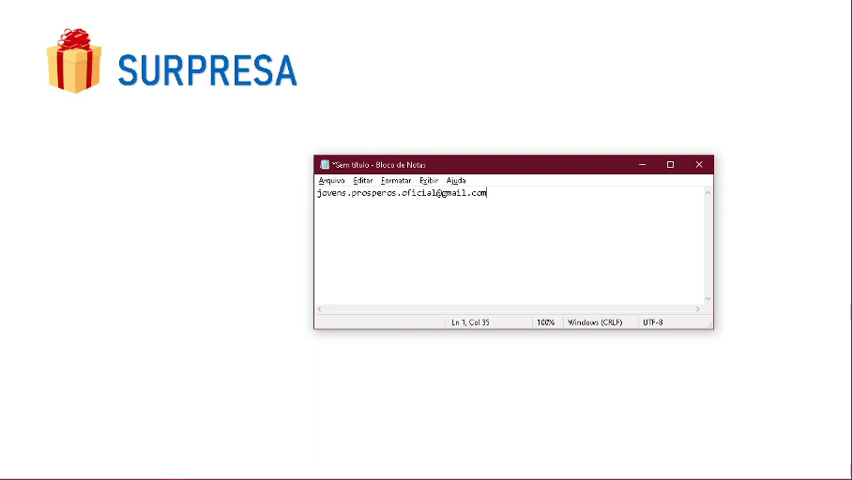 SURPRESA
*Sem título - Bloco de Notas
Arquivo Editar Formatar Exibir Ajuda
jovens.prosperos.oficial@gmail.com
Ln 1, Col 35 100% Windows (CRLF) UTF-8